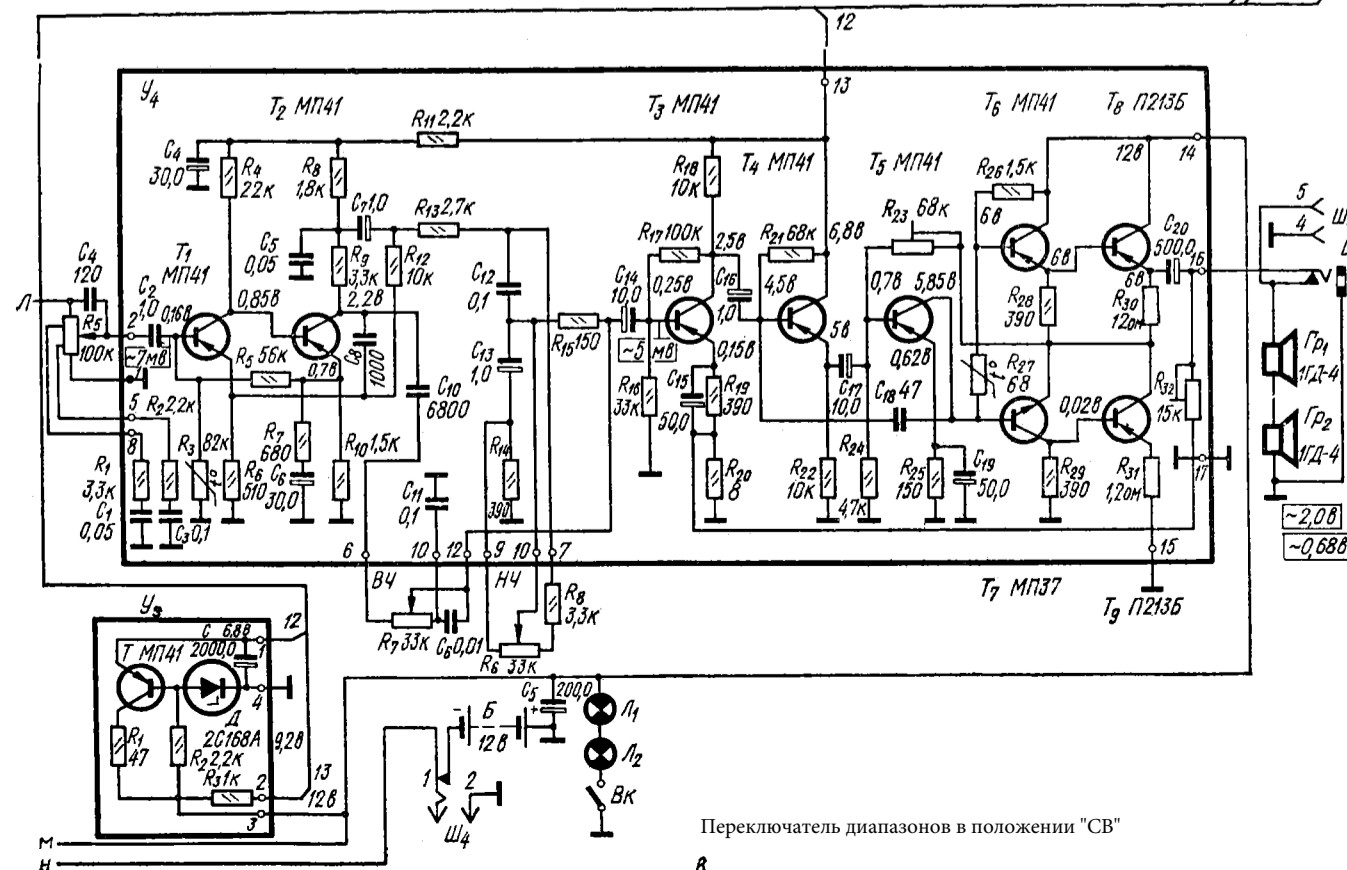 12
У4
13
Т2 МП41
Т3 МП41
Т6 МП41
Т8 П213Б
R11 2,2к
С4
30,0
R4
22к
R8
1,8к
R18
10к
Т4 МП41
Т5 МП41
R26 1,5к
12в
14
5
4
С7 1,0
R13 2,7к
R17 100к
2,5в
R21 68к
6,8в
R23 68к
6в
С20
500,0
16
Т1
МП41
С5
0,05
R9
3,3к
R12
10к
С4
120
Л
С2
1,0
0,16в
0,85в
2,2в
С12
0,1
С14
10,0
0,25в
С16
1,0
4,5в
0,7в
5,85в
6в
6в
R5
100к
2
~7мв
R5 56к
0,7в
С8
1000
С10
6800
С13
1,0
R15 150
~5 мв
0,15в
5в
0,62в
R28
390
R30
1,2ом
Гр1
1ГД-4
5
R2 2,2к
8
R3
82к
t°
R16
33к
С15
50,0
R19
390
С17
10,0
С18 47
R27
t°
6в
0,02в
R32
15к
Гр2
1ГД-4
R1
3,3к
С1
0,05
С3 0,1
R6
510
R7
680
С6
30,0
R10 1,5к
С11
0,1
R14
390
R20
8
R22
10к
R24
4,7к
R25
150
С19
50,0
R29
390
R31
1,2ом
17
~2,0в
~0,68в
6
10
12
9
10
7
15
ВЧ
НЧ
Т7 МП37
Т9 П213Б
R7 33к
С6 0,01
R6 33к
R8
3,3к
С 6,8в
2000,0
12
1
Т МП41
4
Д
2С168А
9,2в
R1
47
R2 2,2к
R3 1к
2
13
12в
3
М
Н
- Б
12в
С5
200,0
+
Л1
Л2
Вк
1
2
Ш4
Переключатель диапазонов в положении "СВ"